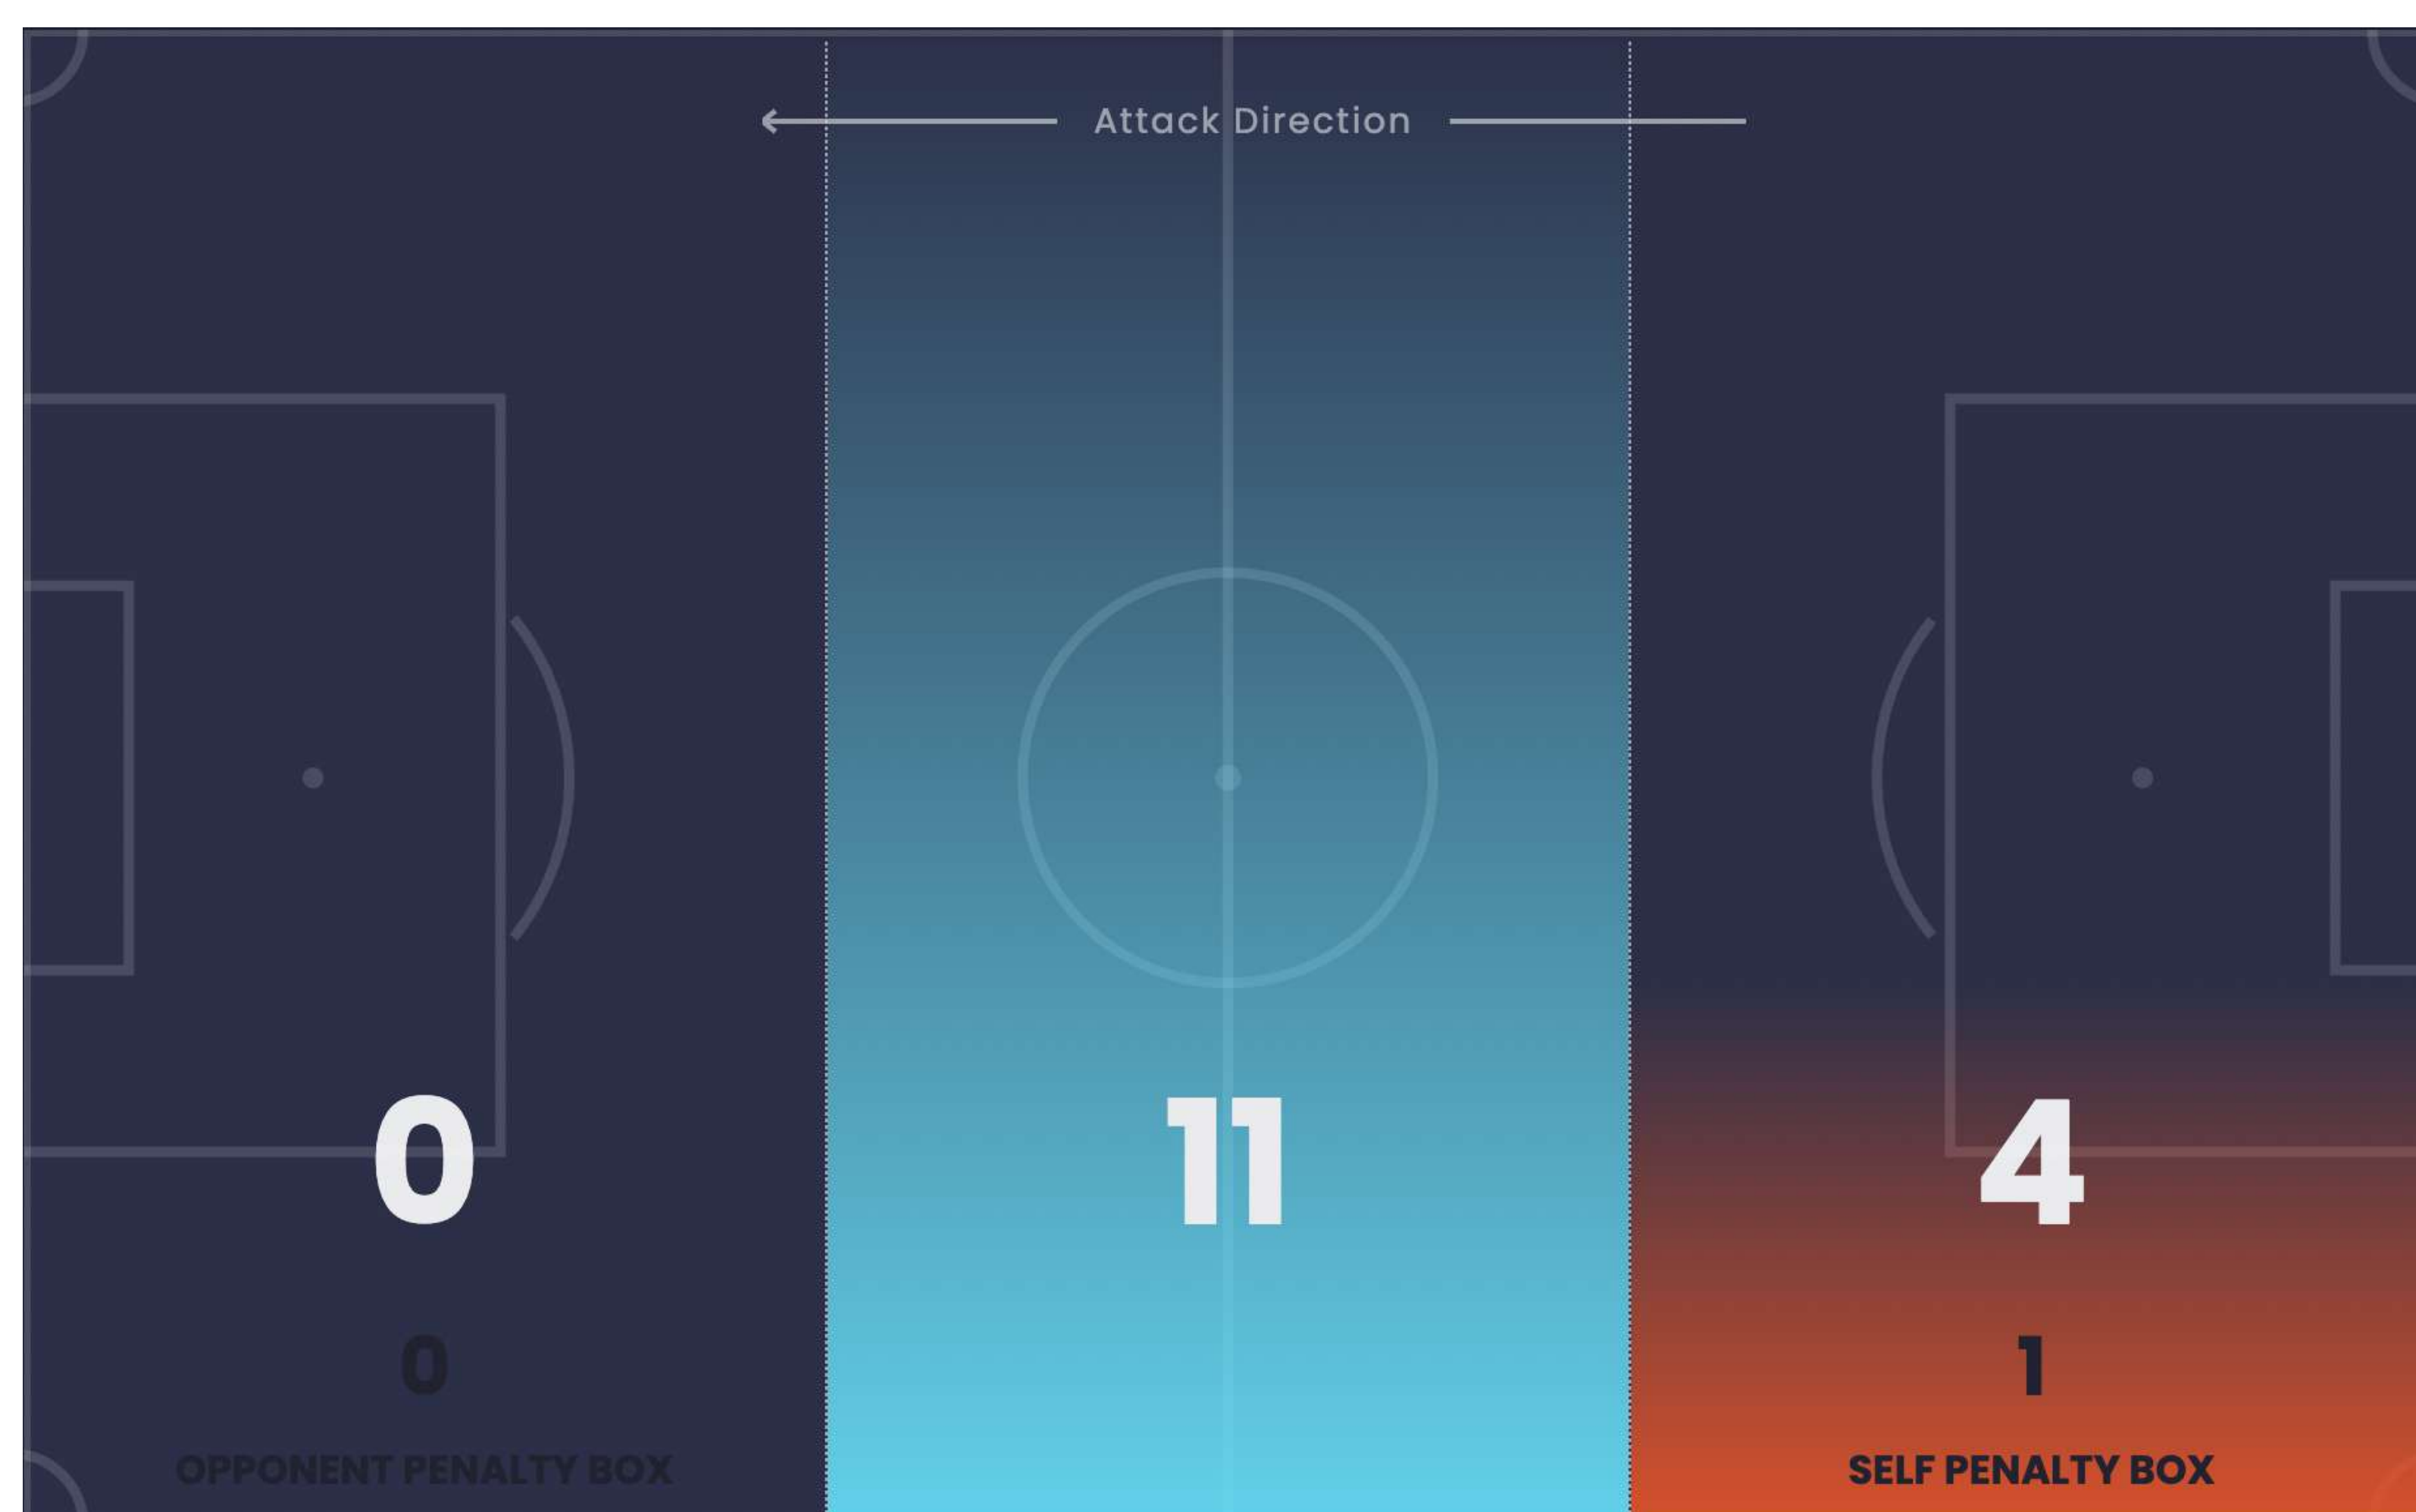 Attack Direction
0 11 4
0 1
OPPONENT PENALTY BOX SELF PENALTY BOX